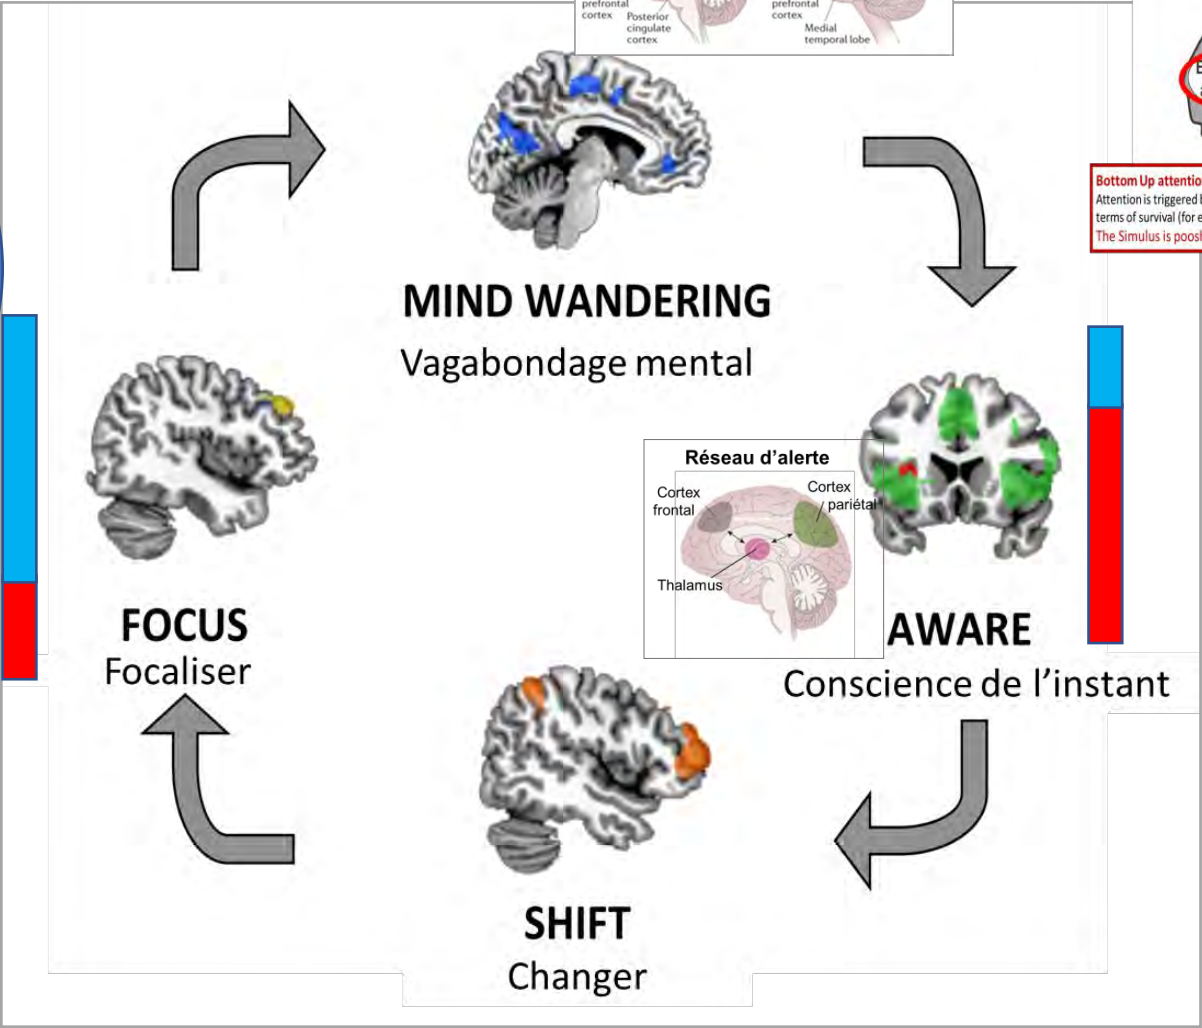 prefrontal
cortex
Posterior
cingulate
cortex
prefrontal
cortex
Medial
temporal lobe
MIND WANDERING
Vagabondage mental
Bottom Up attentio
Attention is triggered
terms of survival (for e
The Simulus is poosl
Réseau d'alerte
Cortex
frontal
Cortex
pariétal
Thalamus
FOCUS
Focaliser
AWARE
Conscience de l'instant
SHIFT
Changer